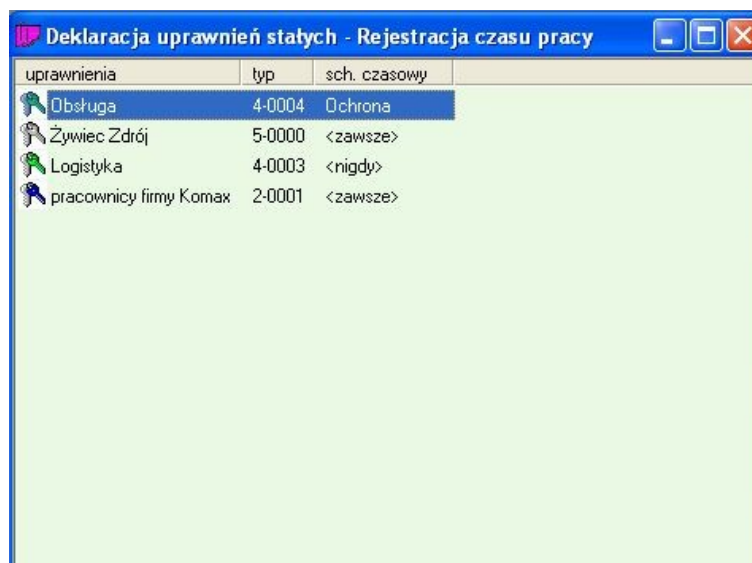 Deklaracja uprawnień stałych - Rejestracja czasu pracy
uprawnienia typ sch. czasowy
Obsługa 4-0004 Ochrona
Żywiec Zdrój 5-0000 <zawsze>
Logistyka 4-0003 <nigdy>
pracownicy firmy Komax 2-0001 <zawsze>